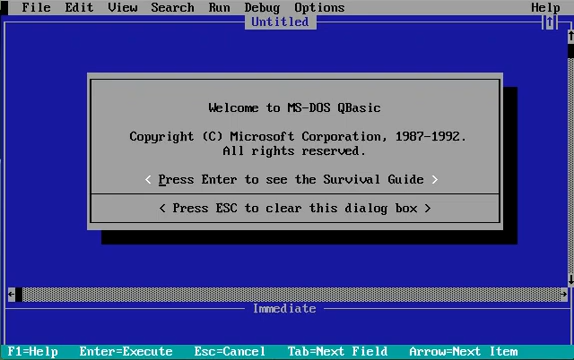 File Edit View Search Run Debug Options Help
Untitled
Welcome to MS-DOS QBasic
Copyright (C) Microsoft Corporation, 1987-1992.
All rights reserved.
< Press Enter to see the Survival Guide >
< Press ESC to clear this dialog box >
Immediate
F1=Help Enter=Execute Esc=Cancel Tab=Next Field Arrow=Next Item